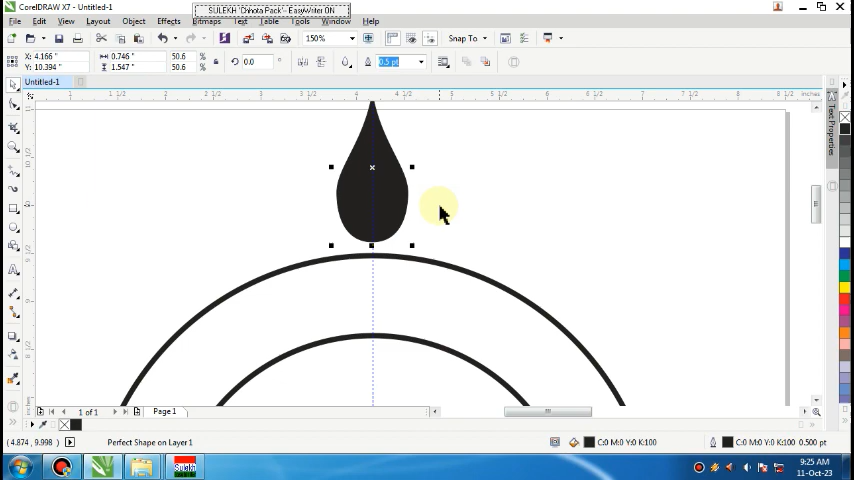 CorelDRAW X7 - Untitled-1
SULEKH 'Chhota Pack' - EasyWriter ON
File Edit View Layout Object Effects Bitmaps Text Table Tools Window Help
150% Snap To
X: 4.166 " 0.746 " 50.6 % 0.0 ° 0.5 pt
Y: 10.394 " 1.547 " 50.6 %
Untitled-1
1 1 1/2 2 2 1/2 3 3 1/2 4 4 1/2 5 5 1/2 6 6 1/2 7 7 1/2 8 8 1/2 inches
Text Properties
1 of 1 Page 1
(4.874 , 9.998 ) Perfect Shape on Layer 1 C:0 M:0 Y:0 K:100 C:0 M:0 Y:0 K:100 0.500 pt
Sulekh
9:25 AM
11-Oct-23